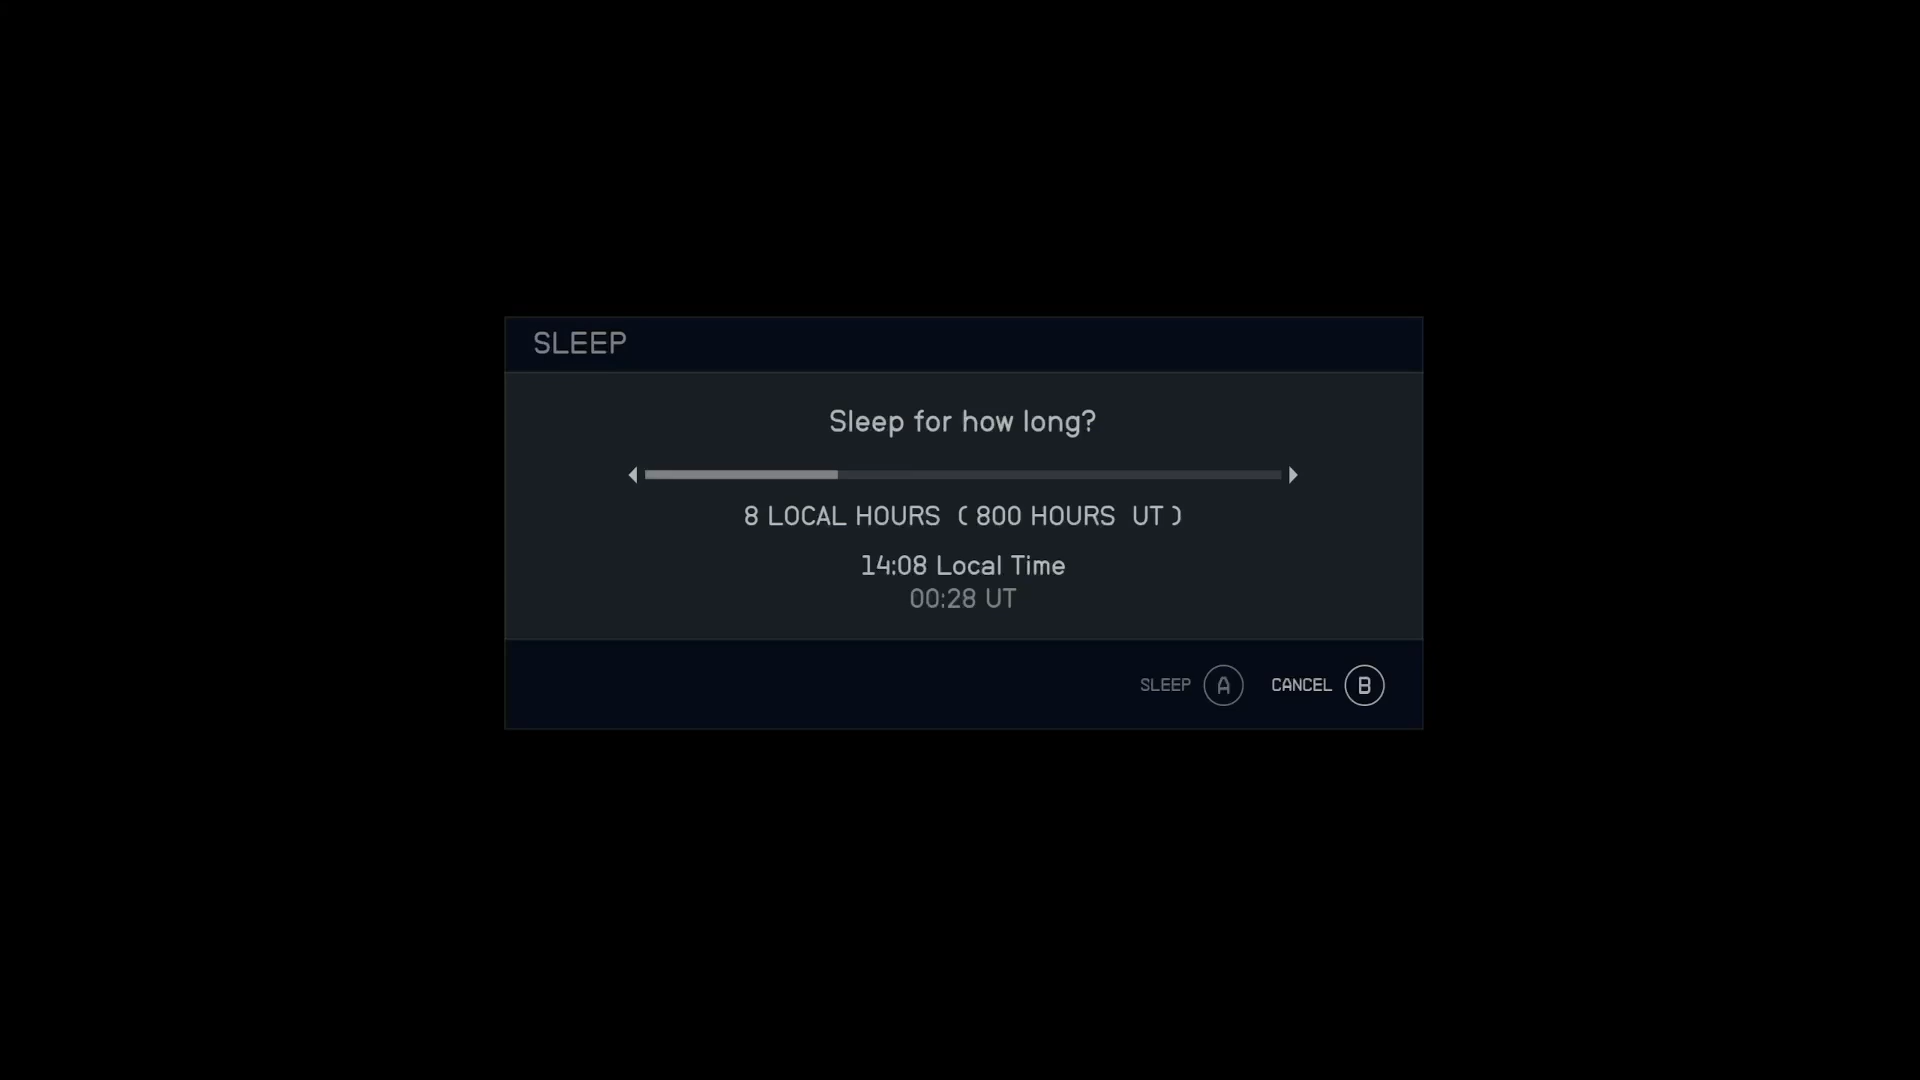 SLEEP
Sleep for how long?
8 LOCAL HOURS ( 800 HOURS UT )
14:08 Local Time
00:28 UT
SLEEP A CANCEL B